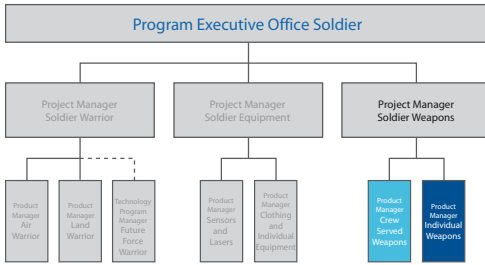 Program Executive Office Soldier
Project Manager
Soldier Warrior
Project Manager
Soldier Equipment
Project Manager
Soldier Weapons
Product
Manager
Air
Warrior
Product
Manager
Land
Warrior
Technology
Program
Manager
Future
Force
Warrior
Product
Manager
Sensors
and
Lasers
Product
Manager
Clothing
and
Individual
Equipment
Product
Manager
Crew
Served
Weapons
Product
Manager
Individual
Weapons